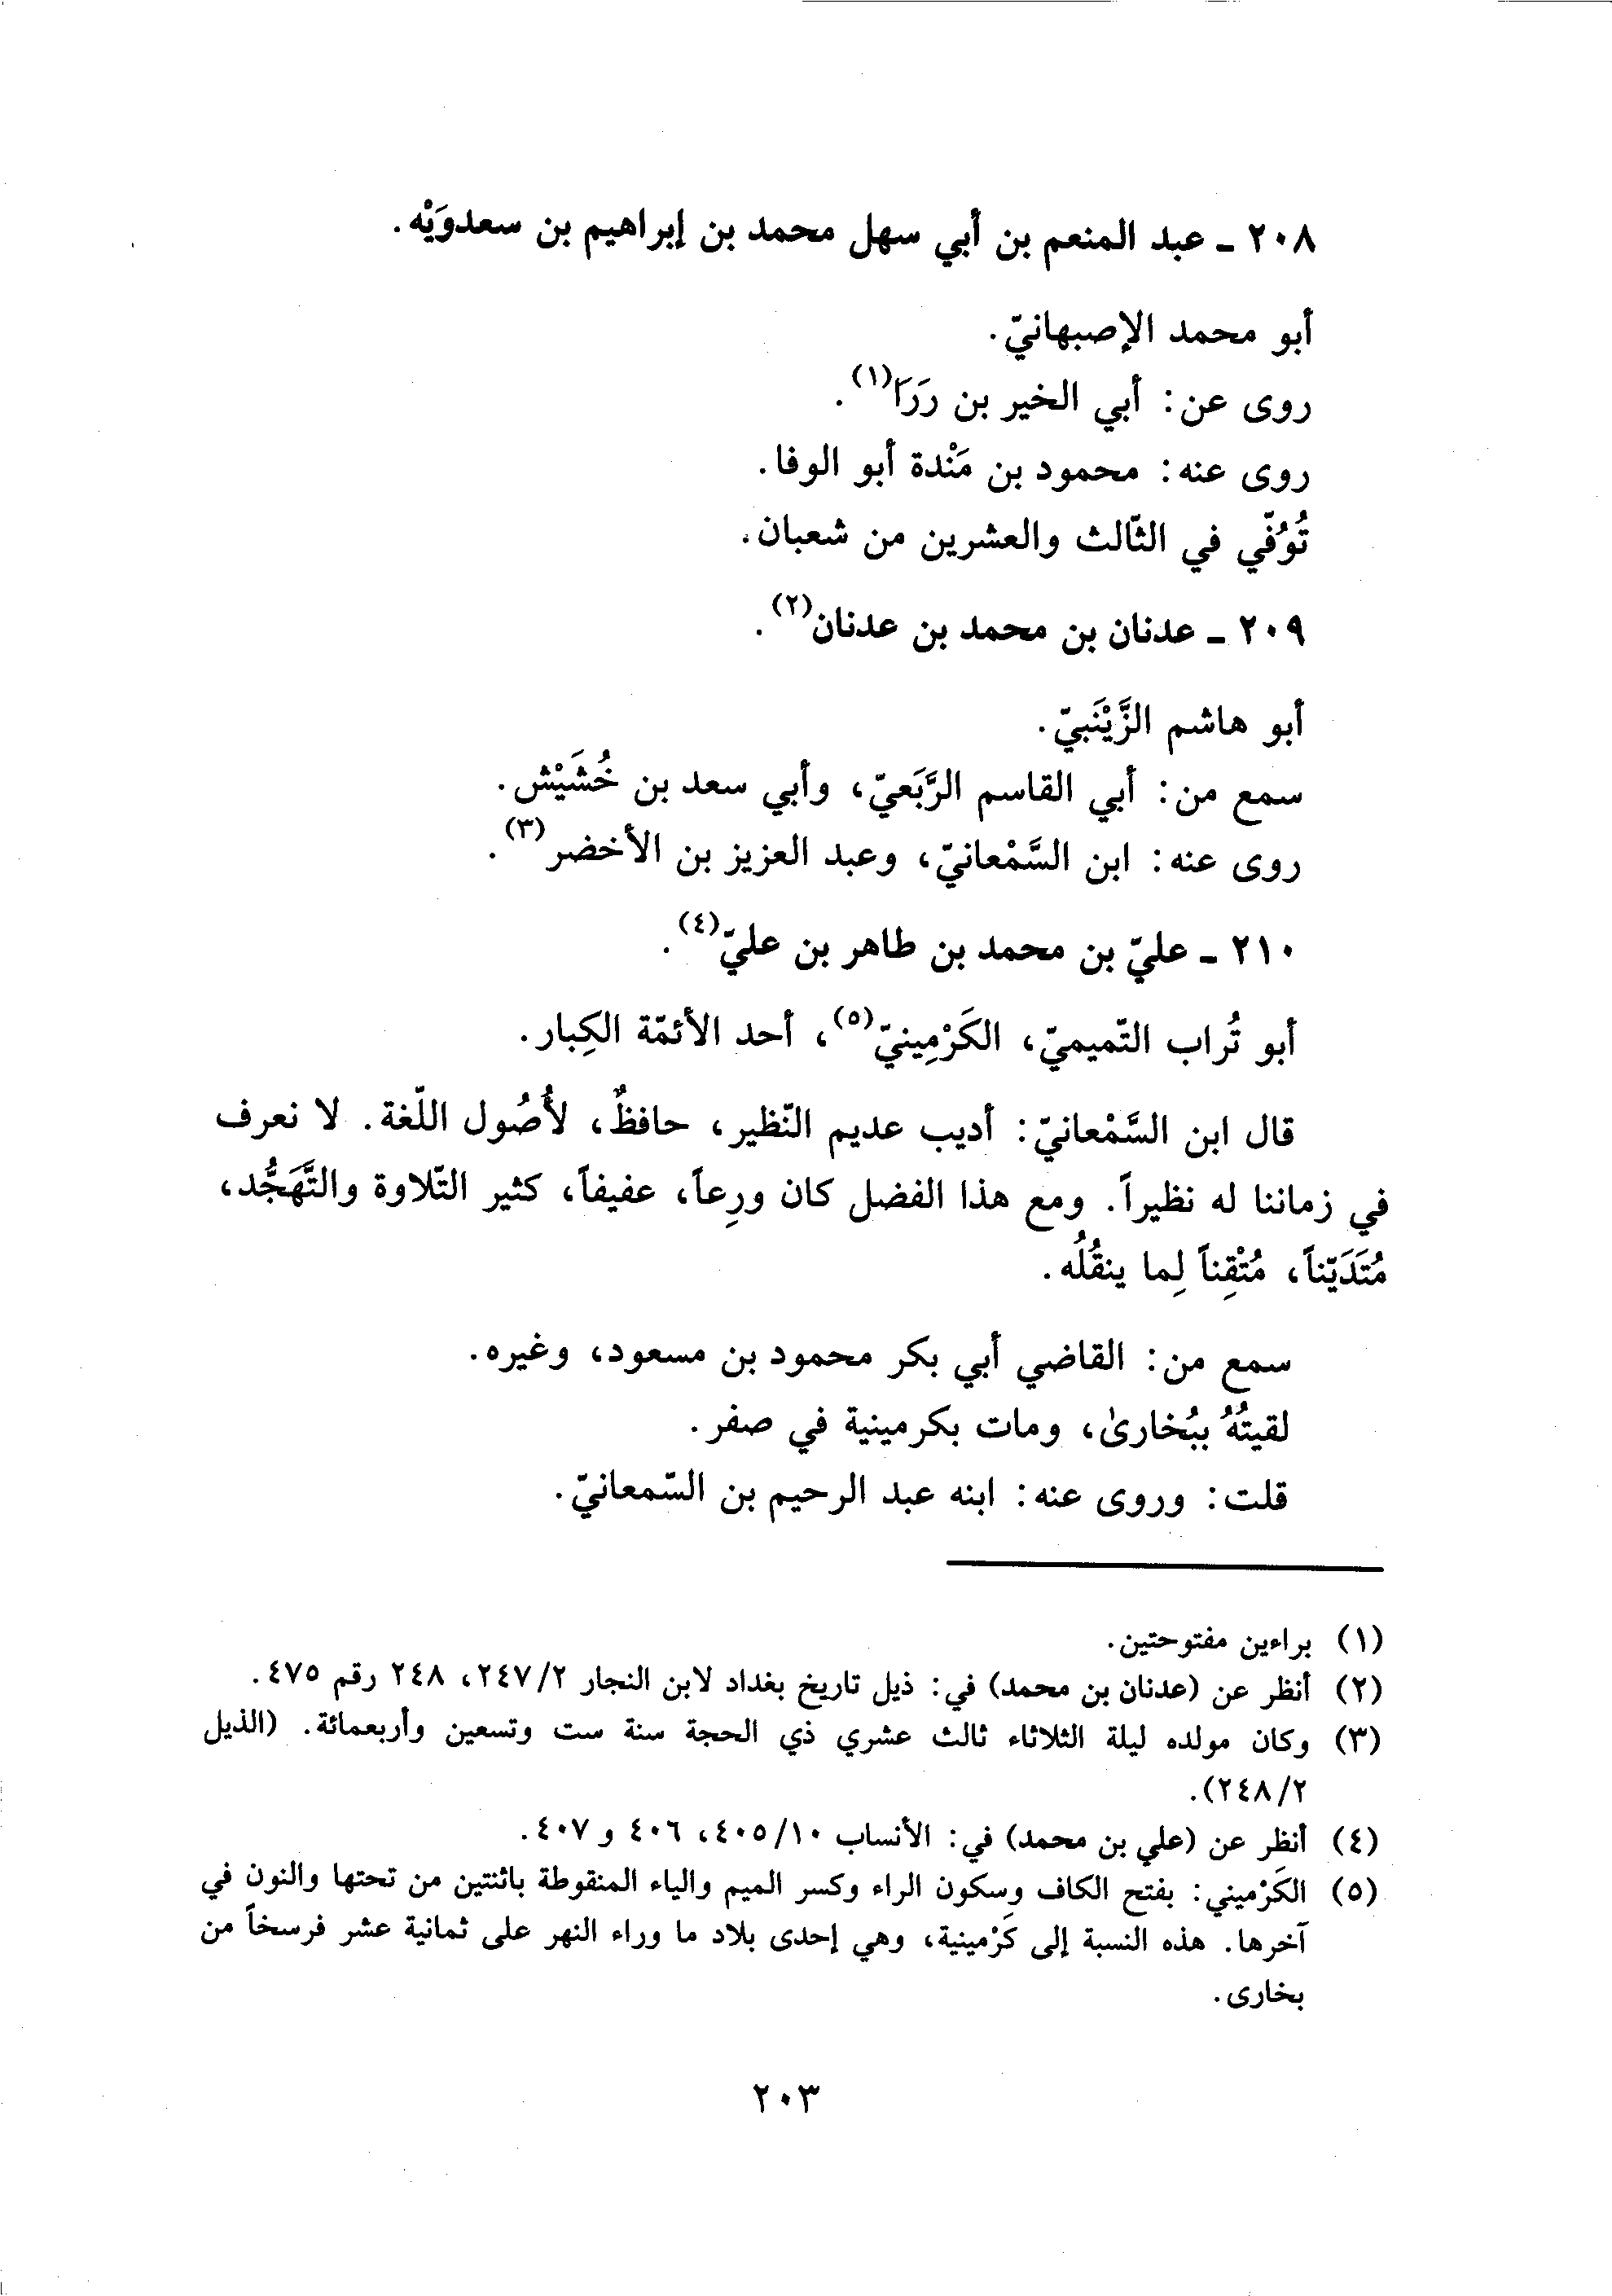 ٢٠٨ ـ عبد المنعم بن أبي سهل محمد بن إبراهيم بن سعدوَيْه.
أبو محمد الإصبهانيّ.
روى عن: أبي الخير بن رَرَا(١).
روى عنه: محمود بن مَنْدة أبو الوفا.
تُوُفّي في الثّالث والعشرين من شعبان.
٢٠٩ ـ عدنان بن محمد بن عدنان(٢).
أبو هاشم الزَّيْنَبيّ.
سمع من: أبي القاسم الرَّبَعيّ، وأبي سعد بن خُشَيْش.
روى عنه: ابن السَّمْعانيّ، وعبد العزيز بن الأخضر(٣).
٢١٠ ـ عليّ بن محمد بن طاهر بن عليّ(٤).
أبو تُراب التّميميّ، الكَرْمِينيّ(٥)، أحد الأئمّة الكِبار.
قال ابن السَّمْعانيّ: أديب عديم النّظير، حافظٌ، لأُصُول اللّغة. لا نعرف
في زماننا له نظيراً. ومع هذا الفضل كان ورِعاً، عفيفاً، كثير التّلاوة والتَّهَجُّد،
مُتَدَيّناً، مُتْقِناً لِما ينقُلُه.
سمع من: القاضي أبي بكر محمود بن مسعود، وغيره.
لقيتُهُ ببُخارىٰ، ومات بكرمينية في صفر.
قلت: وروى عنه: ابنه عبد الرحيم بن السّمعانيّ.
(١) براءين مفتوحتين.
(٢) أنظر عن (عدنان بن محمد) في: ذيل تاريخ بغداد لابن النجار ٢/٢٤٧، ٢٤٨ رقم ٤٧٥.
(٣) وكان مولده ليلة الثلاثاء ثالث عشري ذي الحجة سنة ست وتسعين وأربعمائة. (الذيل
٢/٢٤٨).
(٤) أنظر عن (علي بن محمد) في: الأنساب ١٠/٤٠٥، ٤٠٦ و ٤٠٧.
(٥) الكَرْميني: بفتح الكاف وسكون الراء وكسر الميم والياء المنقوطة باثنتين من تحتها والنون في
آخرها. هذه النسبة إلى كَرْمينية، وهي إحدى بلاد ما وراء النهر على ثمانية عشر فرسخاً من
بخارى.
٢٠٣